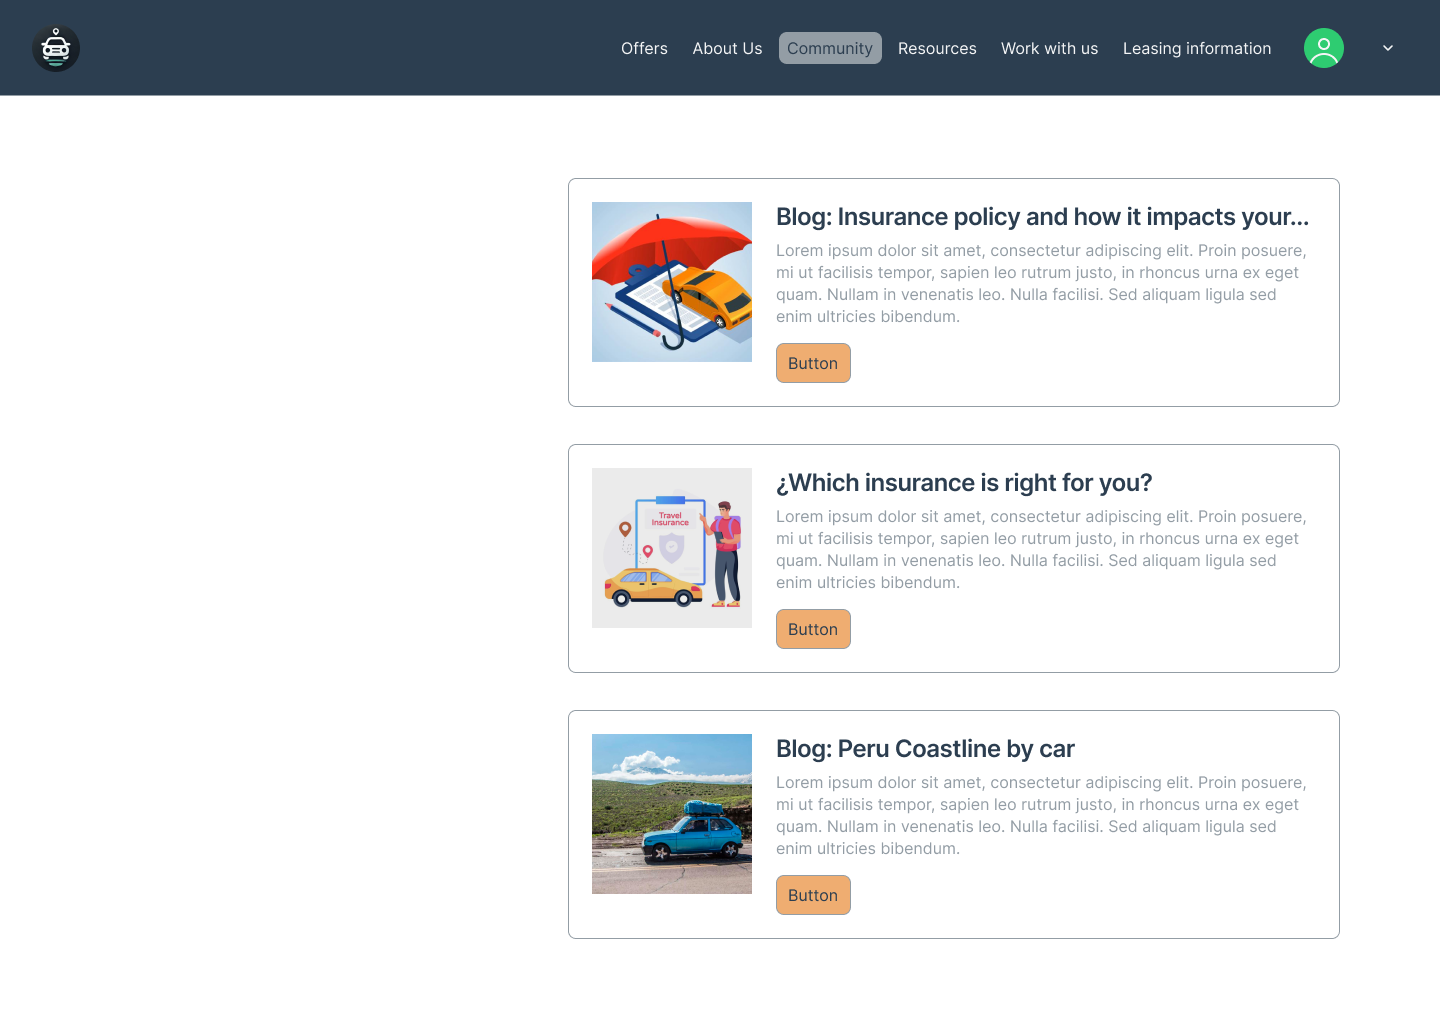 Offers About Us Community Resources Work with us Leasing information
Blog: Insurance policy and how it impacts your...
Lorem ipsum dolor sit amet, consectetur adipiscing elit. Proin posuere,
mi ut facilisis tempor, sapien leo rutrum justo, in rhoncus urna ex eget
quam. Nullam in venenatis leo. Nulla facilisi. Sed aliquam ligula sed
enim ultricies bibendum.
Button
Travel
Insurance
¿Which insurance is right for you?
Lorem ipsum dolor sit amet, consectetur adipiscing elit. Proin posuere,
mi ut facilisis tempor, sapien leo rutrum justo, in rhoncus urna ex eget
quam. Nullam in venenatis leo. Nulla facilisi. Sed aliquam ligula sed
enim ultricies bibendum.
Button
Blog: Peru Coastline by car
Lorem ipsum dolor sit amet, consectetur adipiscing elit. Proin posuere,
mi ut facilisis tempor, sapien leo rutrum justo, in rhoncus urna ex eget
quam. Nullam in venenatis leo. Nulla facilisi. Sed aliquam ligula sed
enim ultricies bibendum.
Button